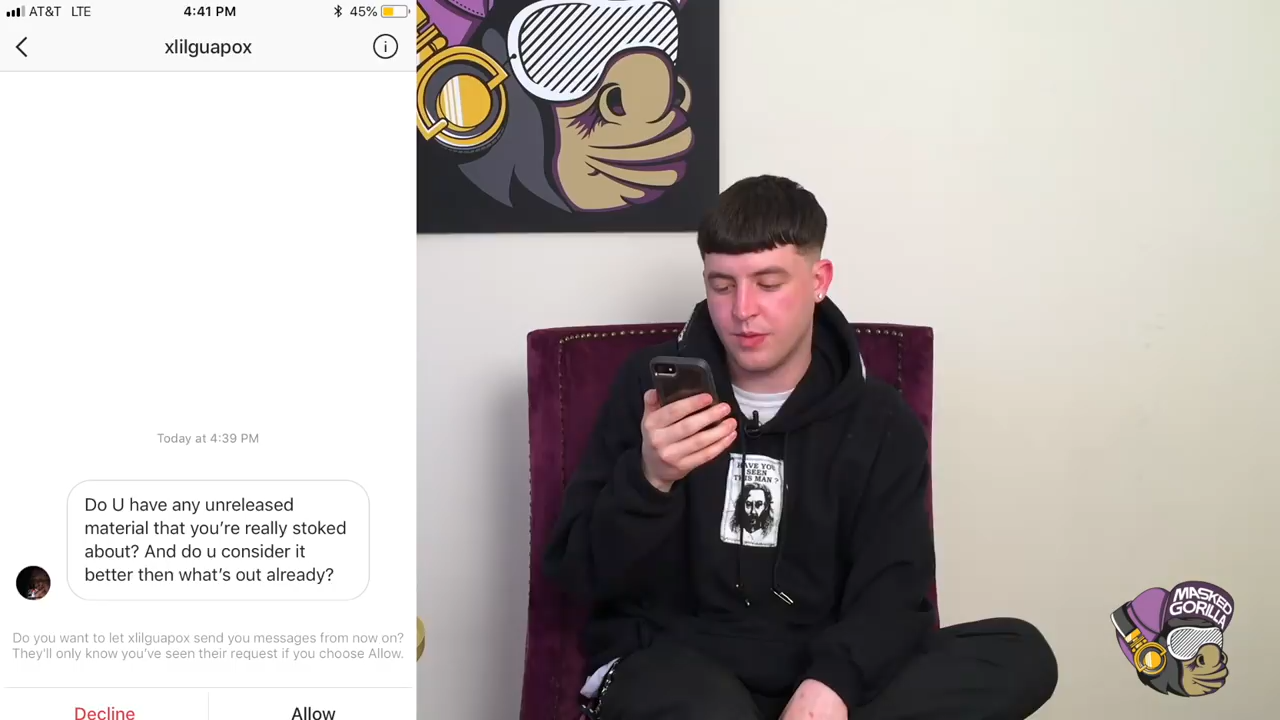 AT&T LTE 4:41 PM 45%
xlilguapox
Today at 4:39 PM
Do U have any unreleased
material that you're really stoked
about? And do u consider it
better then what's out already?
Do you want to let xlilguapox send you messages from now on?
They'll only know you've seen their request if you choose Allow.
Decline Allow
HAVE YOU
SEEN
THIS MAN ?
MASKED
GORILLA